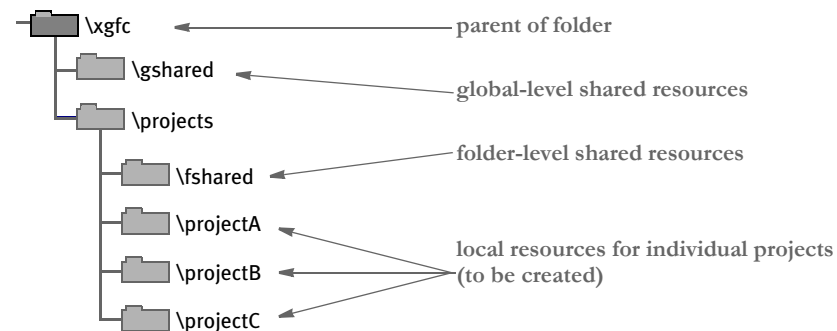 \xgfc
parent of folder
\gshared
global-level shared resources
\projects
folder-level shared resources
\fshared
\projectA
local resources for individual projects
(to be created)
\projectB
\projectC